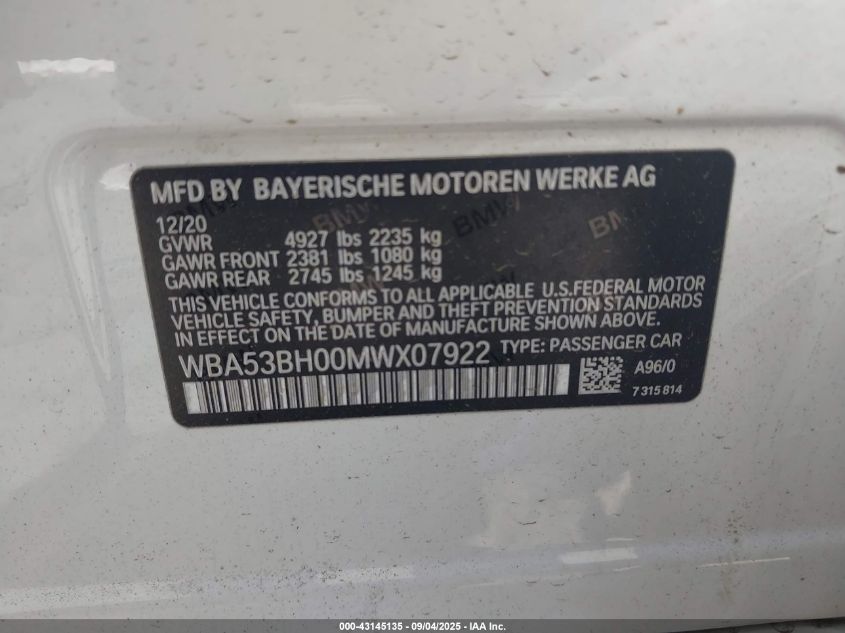 MFD BY BAYERISCHE MOTOREN WERKE AG
12/20
GVWR 4927 lbs 2235 kg
GAWR FRONT 2381 lbs 1080 kg
GAWR REAR 2745 lbs 1245 kg
THIS VEHICLE CONFORMS TO ALL APPLICABLE U.S.FEDERAL MOTOR
VEHICLE SAFETY, BUMPER AND THEFT PREVENTION STANDARDS
IN EFFECT ON THE DATE OF MANUFACTURE SHOWN ABOVE.
WBA53BH00MWX07922 TYPE: PASSENGER CAR
A96/0
7 315 814
000-43145135 - 09/04/2025 - IAA Inc.